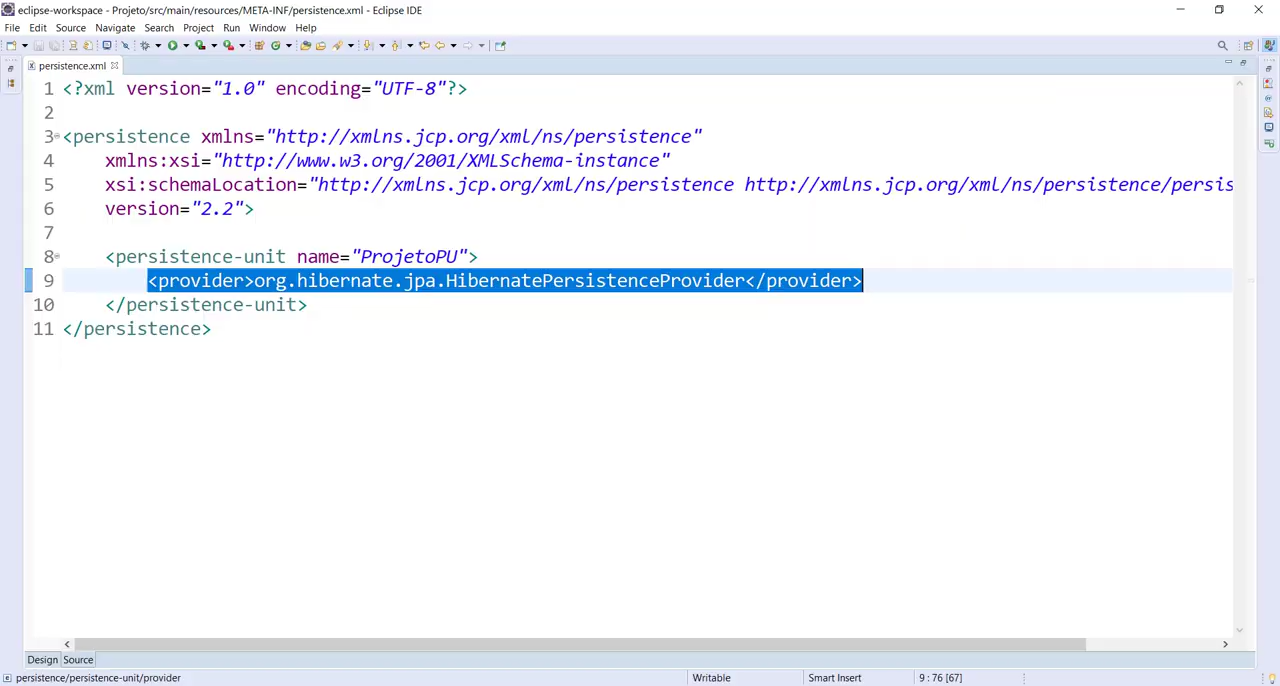 eclipse-workspace - Projeto/src/main/resources/META-INF/persistence.xml - Eclipse IDE
File Edit Source Navigate Search Project Run Window Help
persistence.xml
1 <?xml version="1.0" encoding="UTF-8"?>
2
3 <persistence xmlns="http://xmlns.jcp.org/xml/ns/persistence"
4 xmlns:xsi="http://www.w3.org/2001/XMLSchema-instance"
5 xsi:schemaLocation="http://xmlns.jcp.org/xml/ns/persistence http://xmlns.jcp.org/xml/ns/persistence/persis
6 version="2.2">
7
8 <persistence-unit name="ProjetoPU">
9 <provider>org.hibernate.jpa.HibernatePersistenceProvider</provider>
10 </persistence-unit>
11 </persistence>
Design Source
persistence/persistence-unit/provider Writable Smart Insert 9 : 76 [67]